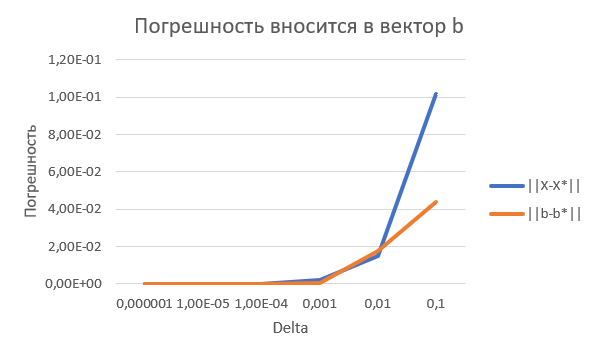 Погрешность вносится в вектор b
1,20E-01
1,00E-01
8,00E-02
6,00E-02
4,00E-02
2,00E-02
0,00E+00
Погрешность
0,000001 1,00E-05 1,00E-04 0,001 0,01 0,1
Delta
||X-X*||
||b-b*||